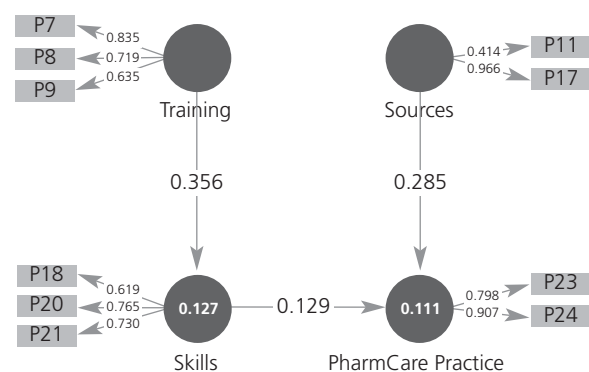 P7
0.835
P8
0.719
P9
0.635
Training
0.414
P11
0.966
P17
Sources
0.356
0.285
P18
0.619
P20
0.765
P21
0.730
0.127
Skills
0.129
0.111
PharmCare Practice
0.798
P23
0.907
P24